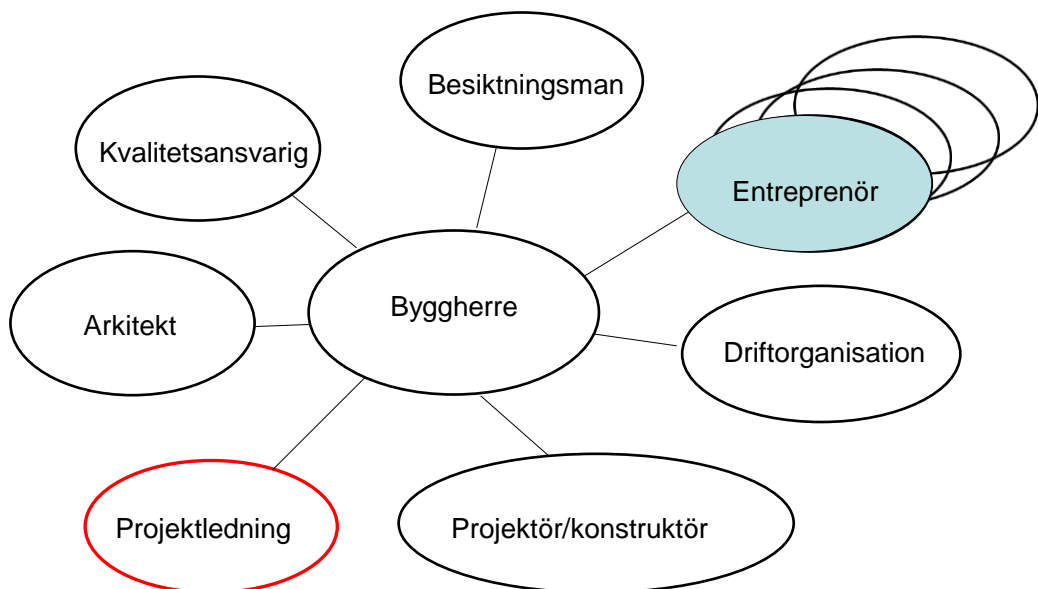 Besiktningsman
Kvalitetsansvarig
Entreprenör
Byggherre
Arkitekt
Driftorganisation
Projektledning
Projektör/konstruktör